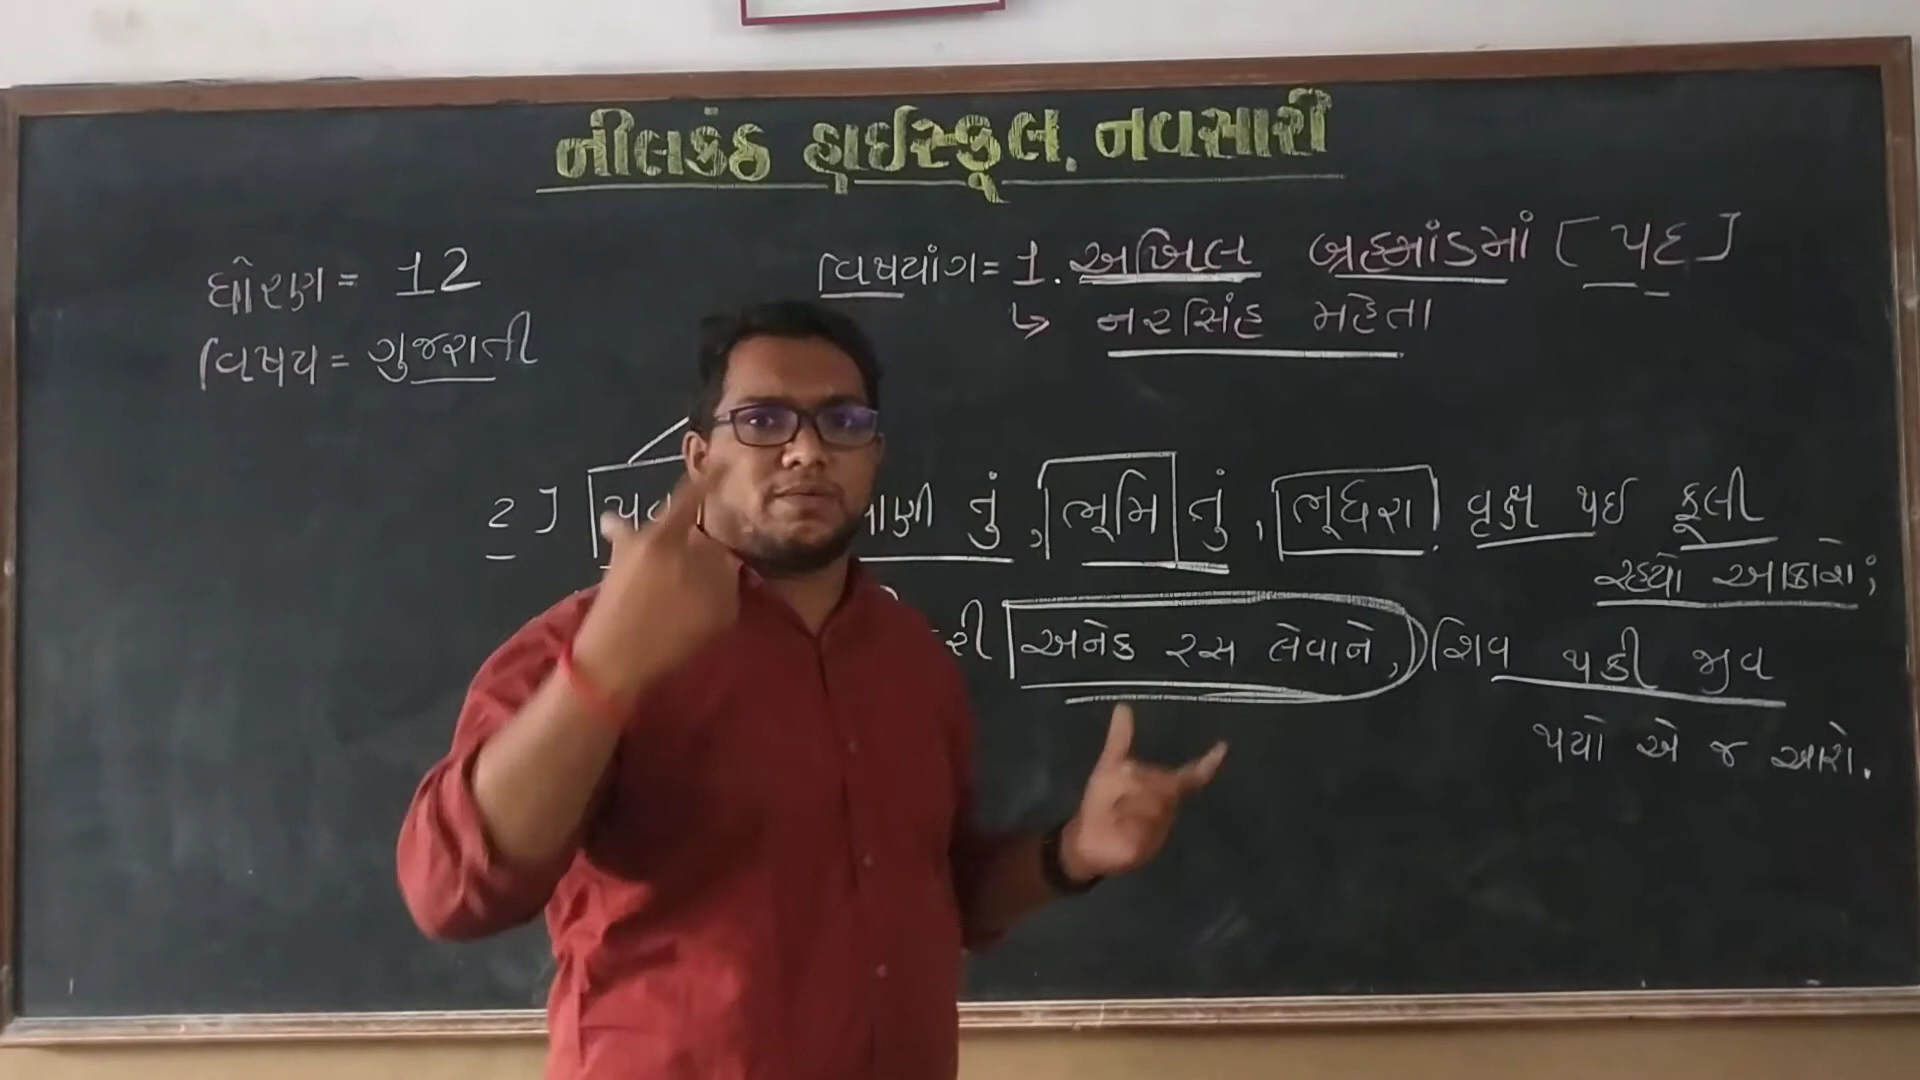 નીલકંઠ હાઈસ્કૂલ. નવસારી
ધોરણ = 12
વિષયાંગ = 1. અખિલ બ્રહ્માંડમાં [ પદ ]
વિષય = ગુજરાતી
↳ નરસિંહ મહેતા
2] પવ પાણી નું, ભૂમિ તું, ભૂધરા! વૃક્ષ થઈ ફૂલી
રહ્યો આકાશે;
રી અનેક રસ લેવાને, શિવ થકી જીવ
થયો એ જ આશે.